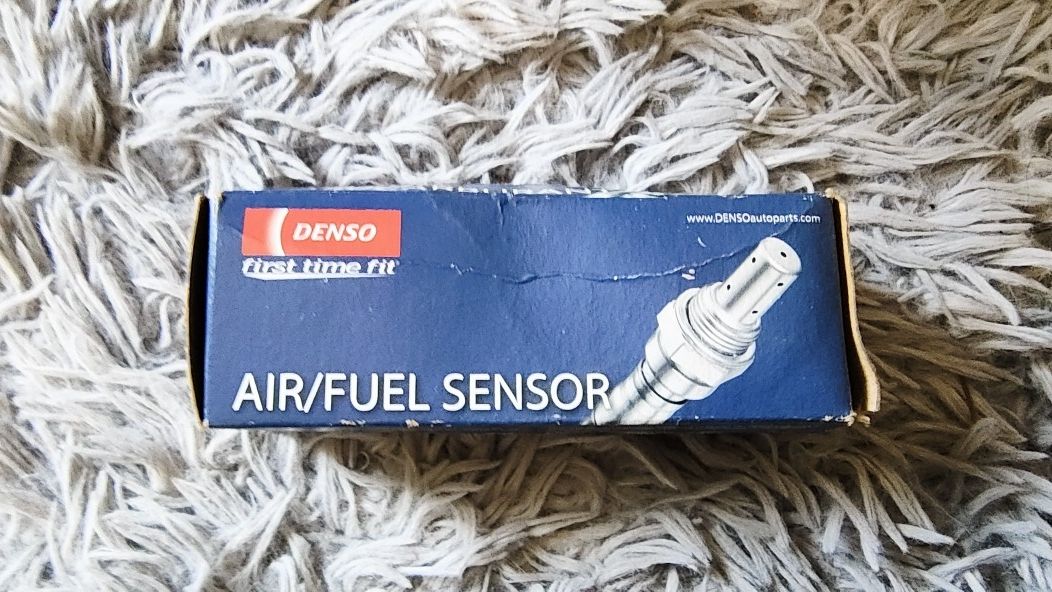 DENSO
first time fit
www.DENSOautoparts.com
AIR/FUEL SENSOR